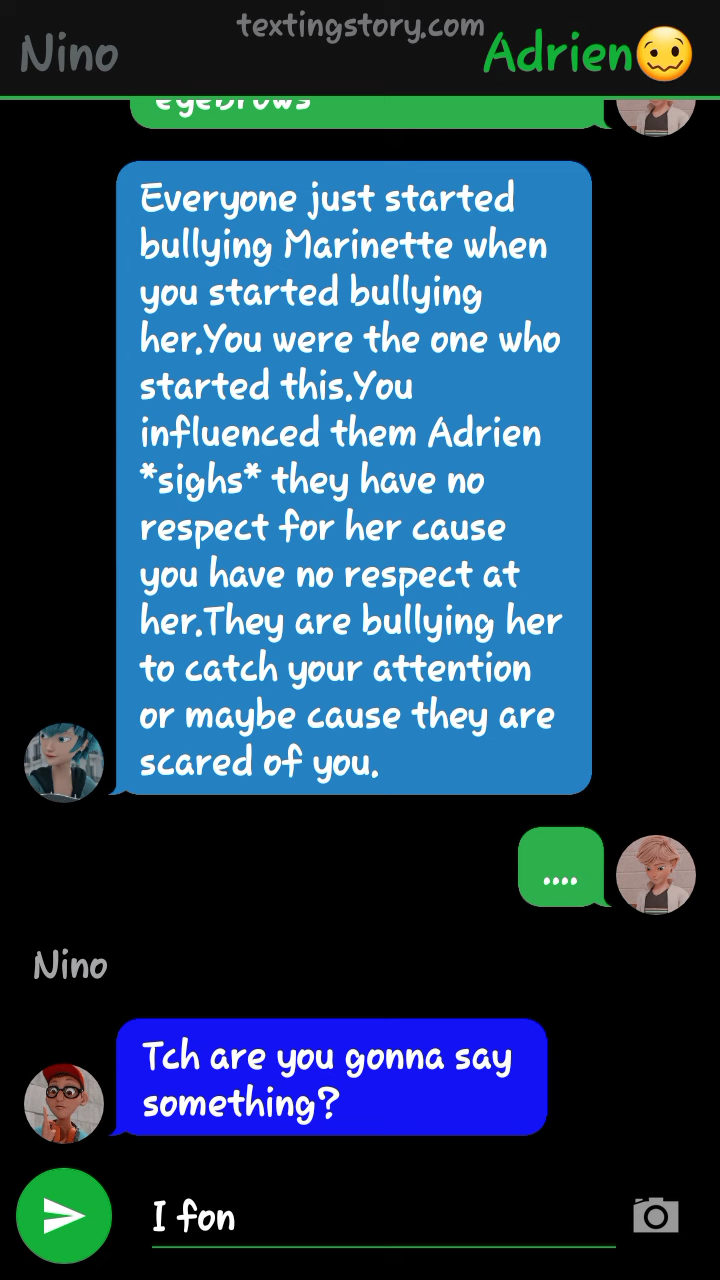 textingstory.com
Nino
Adrien
eyebrows
Everyone just started
bullying Marinette when
you started bullying
her.You were the one who
started this.You
influenced them Adrien
*sighs* they have no
respect for her cause
you have no respect at
her.They are bullying her
to catch your attention
or maybe cause they are
scared of you.
....
Nino
Tch are you gonna say
something?
I fon